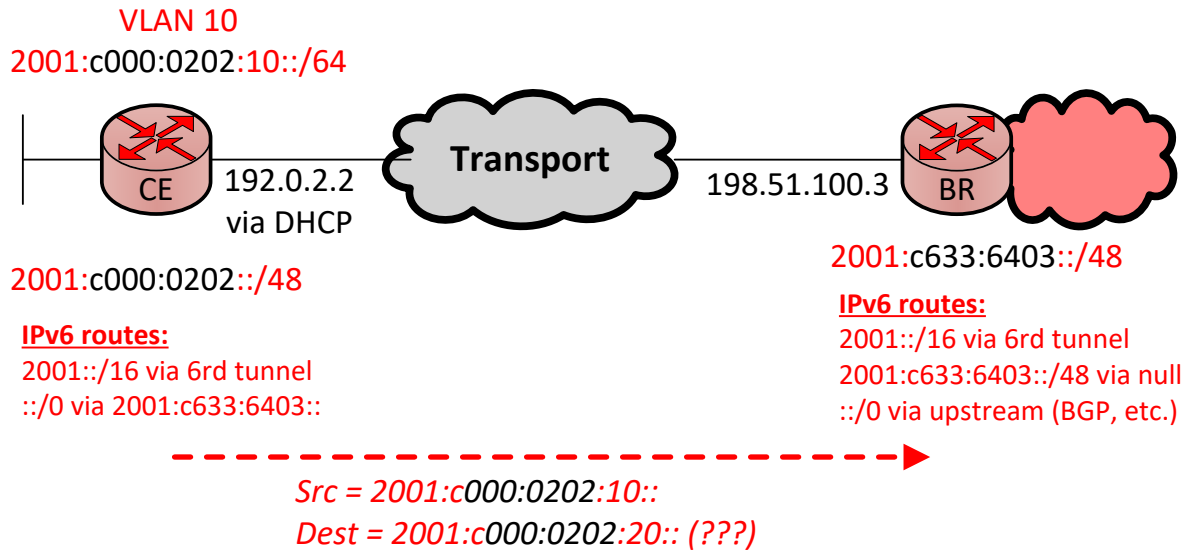 VLAN 10
2001:c000:0202:10::/64
CE
192.0.2.2
via DHCP
Transport
198.51.100.3
BR
2001:c000:0202::/48
2001:c633:6403::/48
IPv6 routes:
2001::/16 via 6rd tunnel
::/0 via 2001:c633:6403::
IPv6 routes:
2001::/16 via 6rd tunnel
2001:c633:6403::/48 via null
::/0 via upstream (BGP, etc.)
Src = 2001:c000:0202:10::
Dest = 2001:c000:0202:20:: (???)